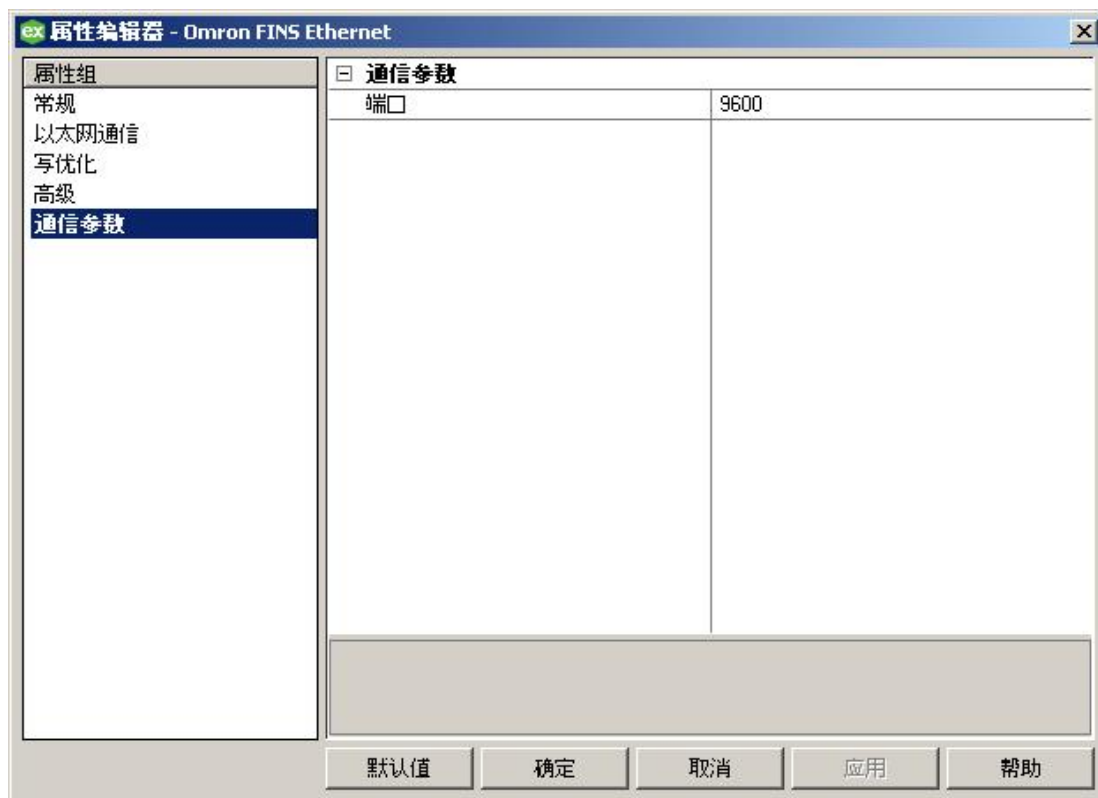 ex 属性编辑器 - Omron FINS Ethernet
属性组
常规
以太网通信
写优化
高级
通信参数
通信参数
端口 9600
默认值 确定 取消 应用 帮助